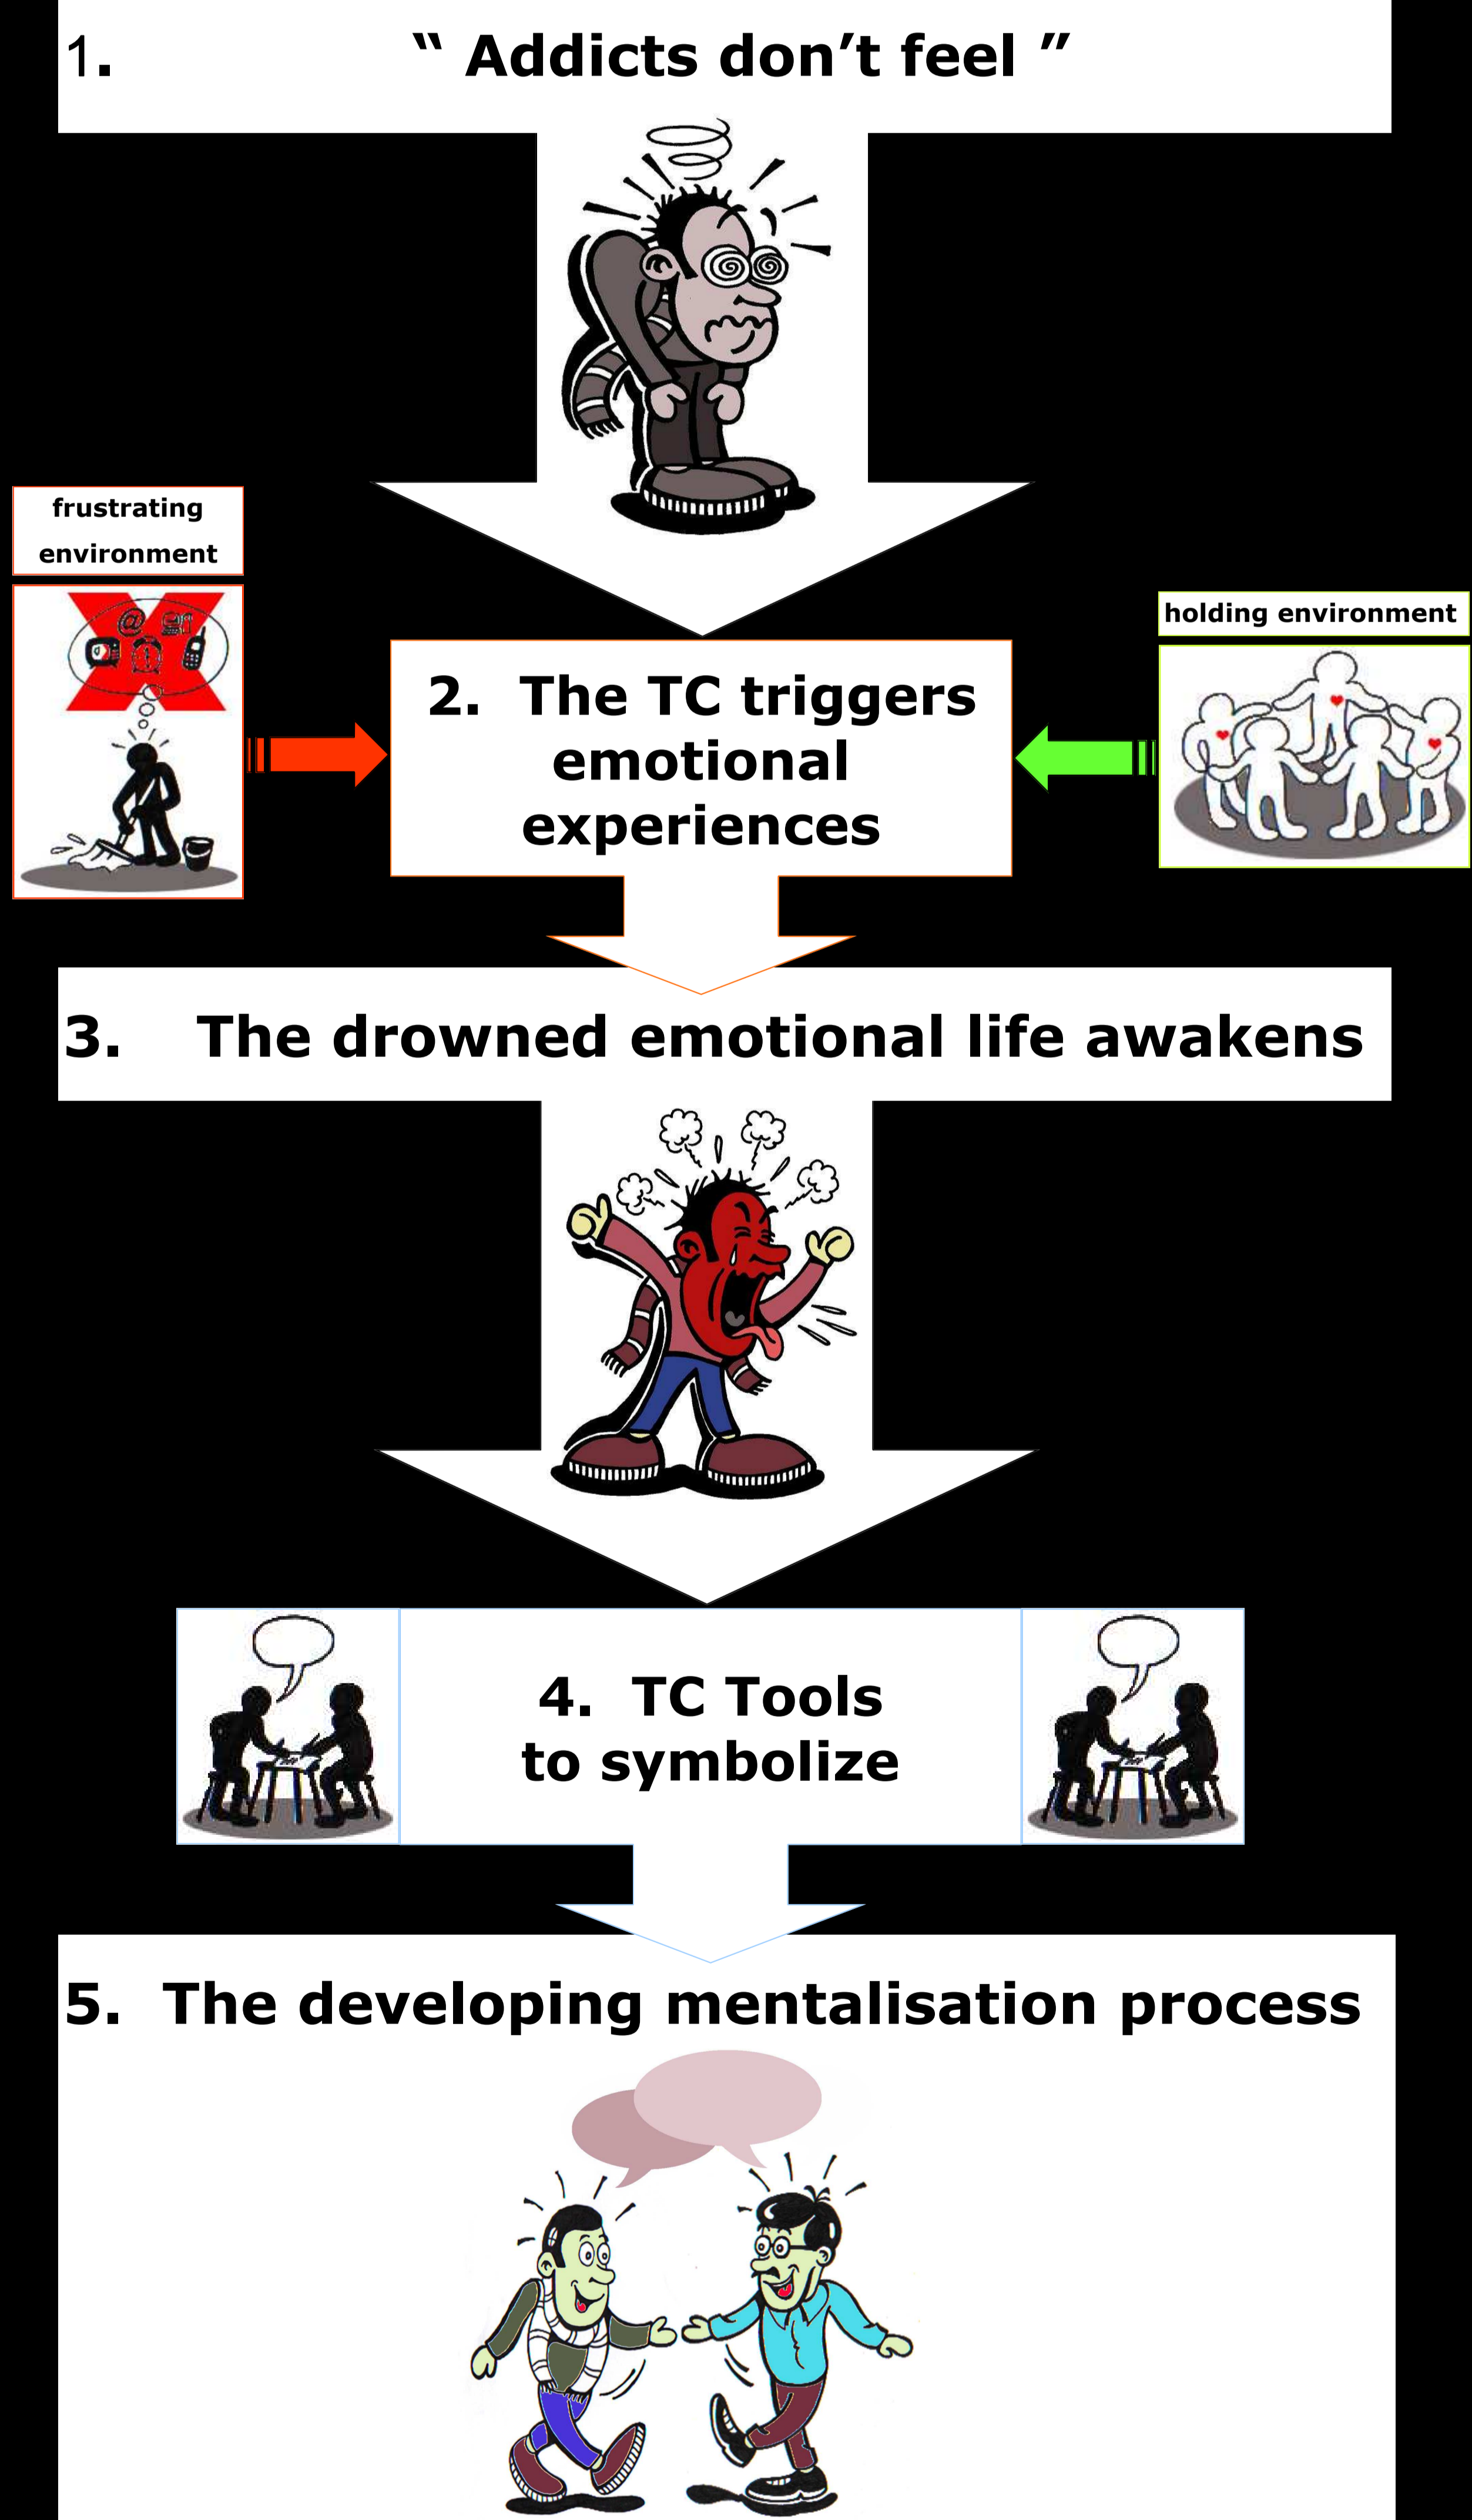 1. “ Addicts don’t feel ”
frustrating
environment
holding environment
2. The TC triggers
emotional
experiences
@
3. The drowned emotional life awakens
4. TC Tools
to symbolize
5. The developing mentalisation process